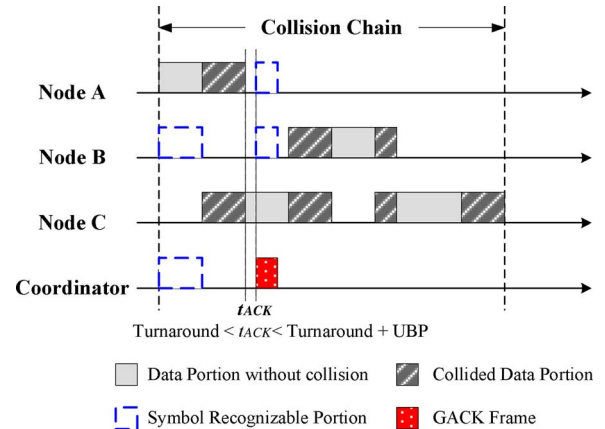 Collision Chain
Node A
Node B
Node C
Coordinator
tACK
Turnaround < tACK< Turnaround + UBP
Data Portion without collision
Collided Data Portion
Symbol Recognizable Portion
GACK Frame